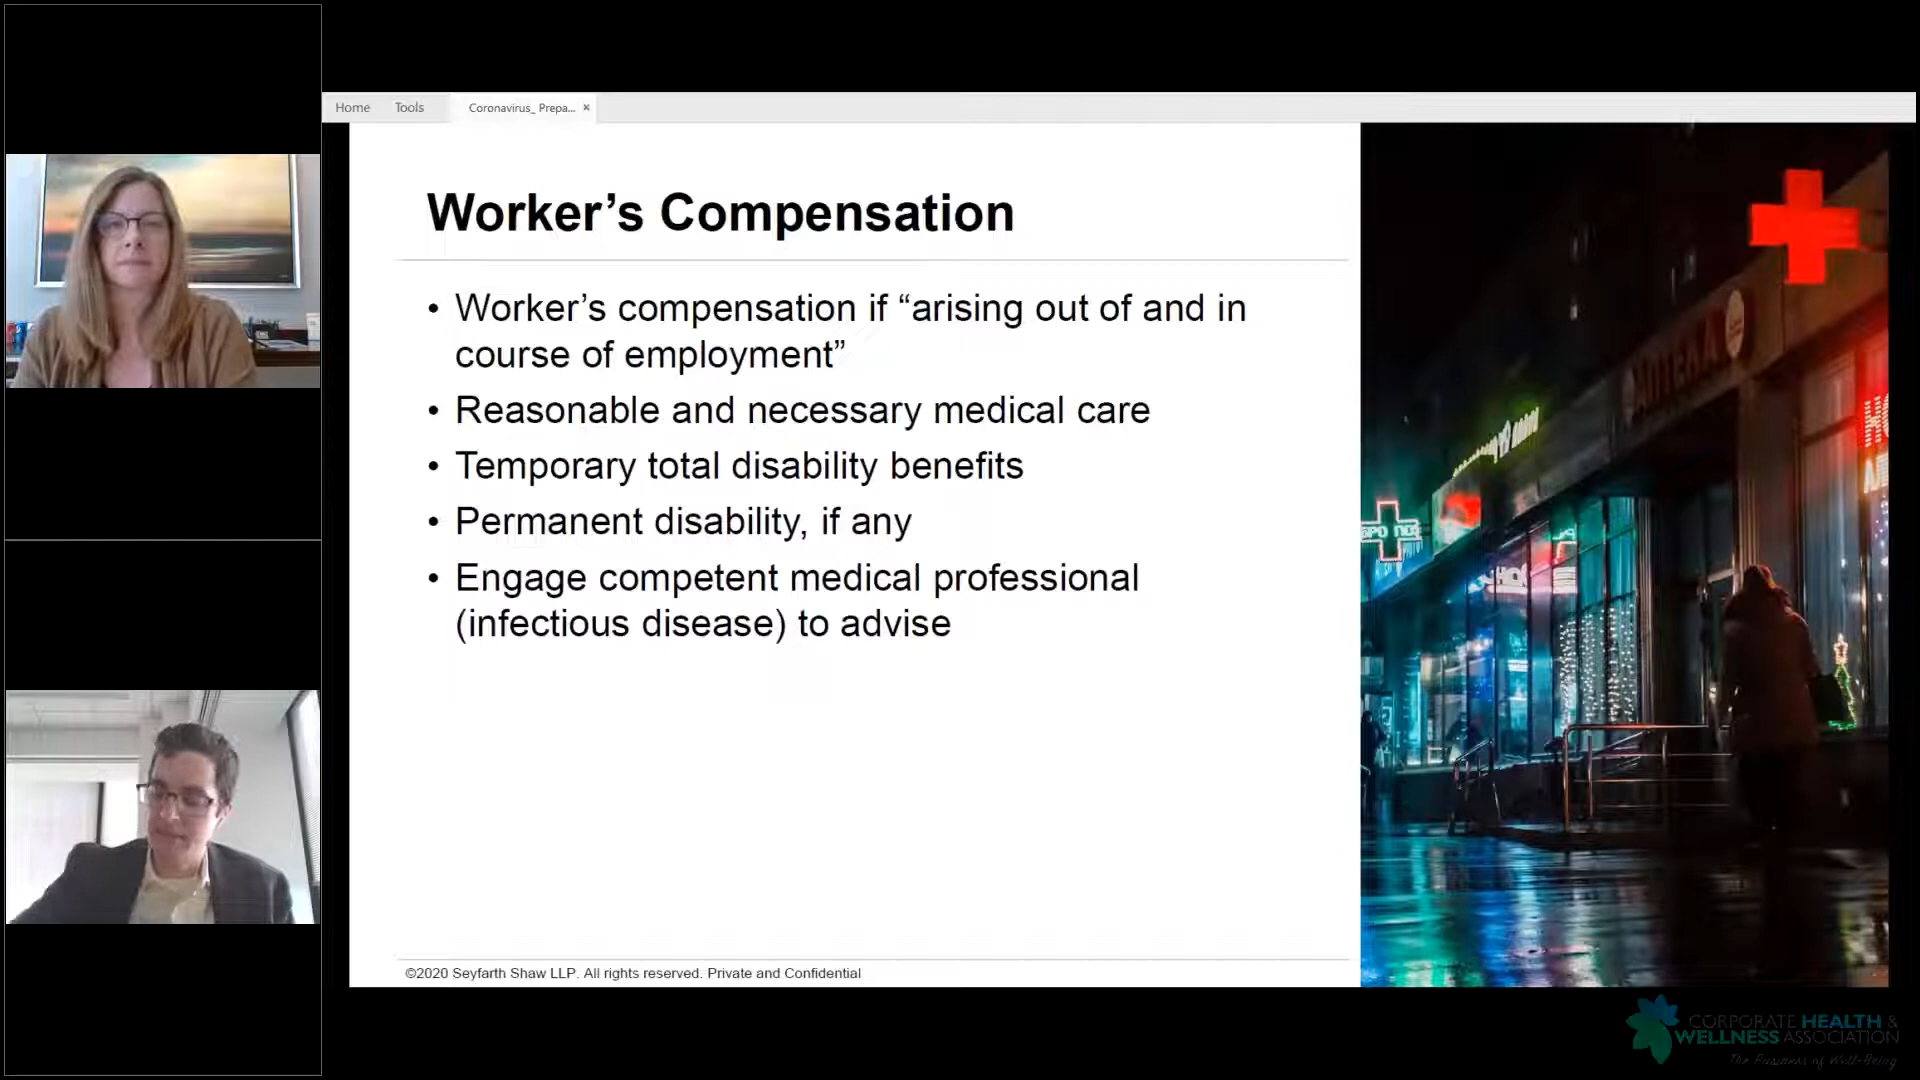 Home Tools Coronavirus_ Prepa... ×
Worker’s Compensation
• Worker’s compensation if “arising out of and in
course of employment”
• Reasonable and necessary medical care
• Temporary total disability benefits
• Permanent disability, if any
• Engage competent medical professional
(infectious disease) to advise
©2020 Seyfarth Shaw LLP. All rights reserved. Private and Confidential
CORPORATE HEALTH &
WELLNESS ASSOCIATION
The Business of Well-Being